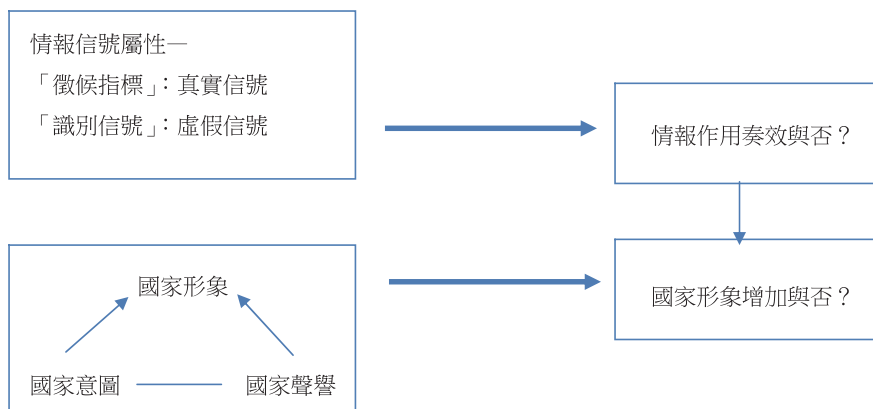 情報信號屬性—
「徵候指標」：真實信號
「識別信號」：虛假信號
情報作用奏效與否？
國家形象
國家意圖
國家聲譽
國家形象增加與否？